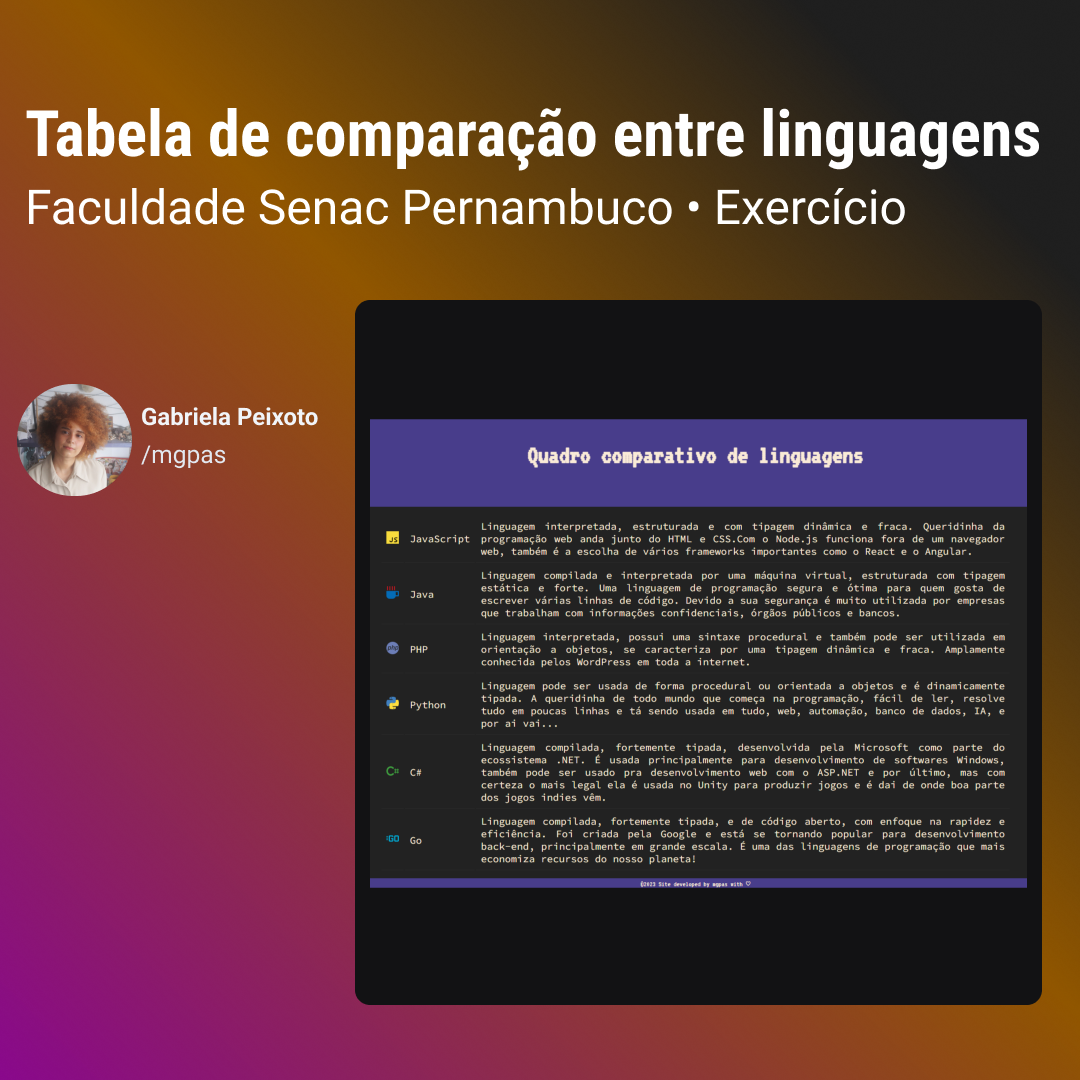 Tabela de comparação entre linguagens
Faculdade Senac Pernambuco • Exercício
Gabriela Peixoto
/mgpas
Quadro comparativo de linguagens
JS
JavaScript
Linguagem interpretada, estruturada e com tipagem dinâmica e fraca. Queridinha da
programação web anda junto do HTML e CSS.Com o Node.js funciona fora de um navegador
web, também é a escolha de vários frameworks importantes como o React e o Angular.
Java
Linguagem compilada e interpretada por uma máquina virtual, estruturada com tipagem
estática e forte. Uma linguagem de programação segura e ótima para quem gosta de
escrever várias linhas de código. Devido a sua segurança é muito utilizada por empresas
que trabalham com informações confidenciais, órgãos públicos e bancos.
php
PHP
Linguagem interpretada, possui uma sintaxe procedural e também pode ser utilizada em
orientação a objetos, se caracteriza por uma tipagem dinâmica e fraca. Amplamente
conhecida pelos WordPress em toda a internet.
Python
Linguagem pode ser usada de forma procedural ou orientada a objetos e é dinamicamente
tipada. A queridinha de todo mundo que começa na programação, fácil de ler, resolve
tudo em poucas linhas e tá sendo usada em tudo, web, automação, banco de dados, IA, e
por ai vai...
C#
C#
Linguagem compilada, fortemente tipada, desenvolvida pela Microsoft como parte do
ecossistema .NET. É usada principalmente para desenvolvimento de softwares Windows,
também pode ser usado pra desenvolvimento web com o ASP.NET e por último, mas com
certeza o mais legal ela é usada no Unity para produzir jogos e é daí de onde boa parte
dos jogos indies vêm.
GO
Go
Linguagem compilada, fortemente tipada, e de código aberto, com enfoque na rapidez e
eficiência. Foi criada pela Google e está se tornando popular para desenvolvimento
back-end, principalmente em grande escala. É uma das linguagens de programação que mais
economiza recursos do nosso planeta!
©2023 Site developed by mgpas with ♡